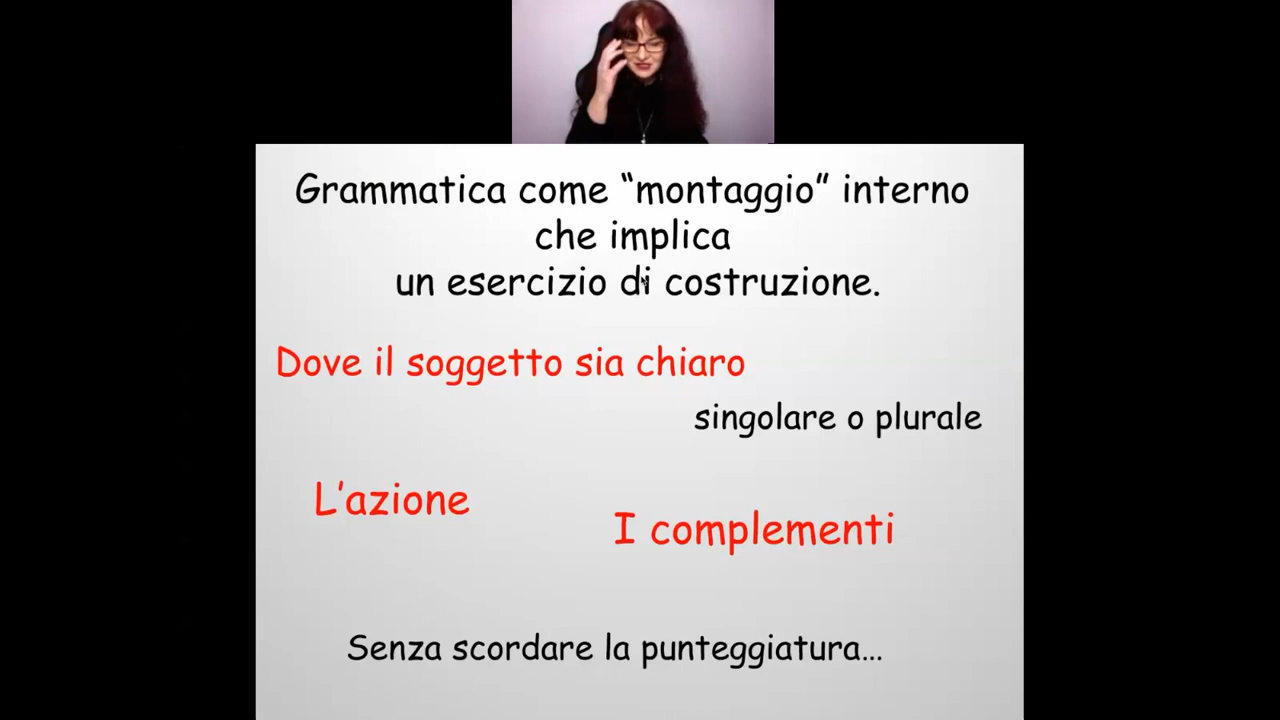 Grammatica come “montaggio” interno
che implica
un esercizio di costruzione.
Dove il soggetto sia chiaro
singolare o plurale
L’azione
I complementi
Senza scordare la punteggiatura…